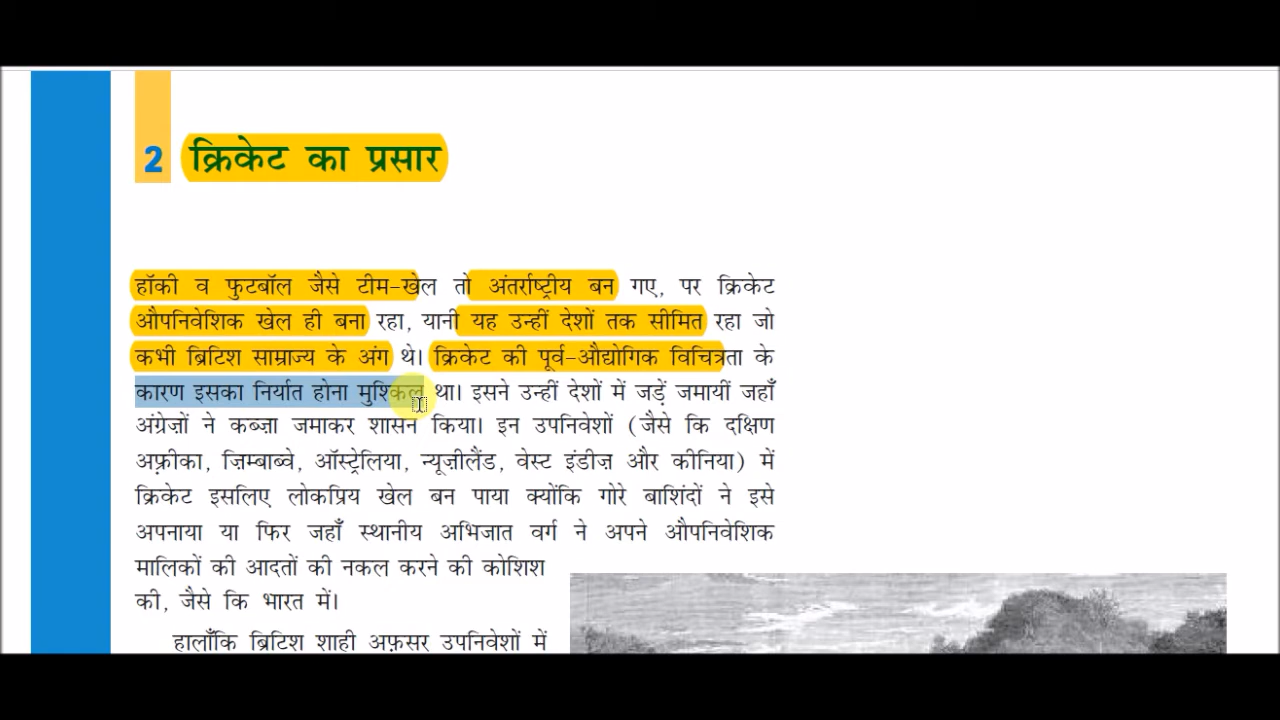 2 क्रिकेट का प्रसार
हॉकी व फुटबॉल जैसे टीम-खेल तो अंतर्राष्ट्रीय बन गए, पर क्रिकेट
औपनिवेशिक खेल ही बना रहा, यानी यह उन्हीं देशों तक सीमित रहा जो
कभी ब्रिटिश साम्राज्य के अंग थे। क्रिकेट की पूर्व-औद्योगिक विचित्रता के
कारण इसका निर्यात होना मुश्किल था। इसने उन्हीं देशों में जड़ें जमायीं जहाँ
अंग्रेज़ों ने कब्ज़ा जमाकर शासन किया। इन उपनिवेशों (जैसे कि दक्षिण
अफ़्रीका, ज़िम्बाब्वे, ऑस्ट्रेलिया, न्यूज़ीलैंड, वेस्ट इंडीज़ और कीनिया) में
क्रिकेट इसलिए लोकप्रिय खेल बन पाया क्योंकि गोरे बाशिंदों ने इसे
अपनाया या फिर जहाँ स्थानीय अभिजात वर्ग ने अपने औपनिवेशिक
मालिकों की आदतों की नकल करने की कोशिश
की, जैसे कि भारत में।
हालाँकि ब्रिटिश शाही अफ़सर उपनिवेशों में